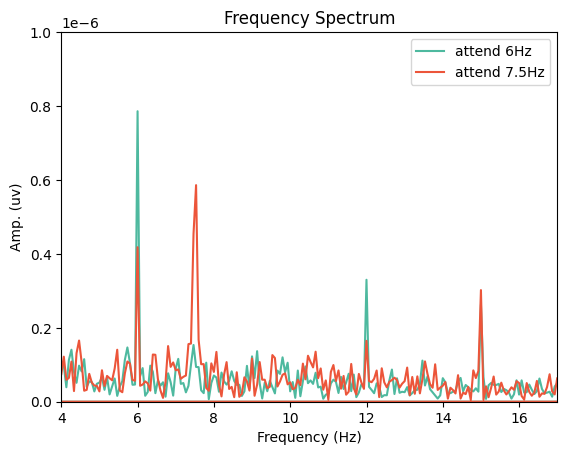 Frequency Spectrum
1e−6
1.0
0.8
0.6
0.4
0.2
0.0
Amp. (uv)
attend 6Hz
attend 7.5Hz
4 6 8 10 12 14 16
Frequency (Hz)